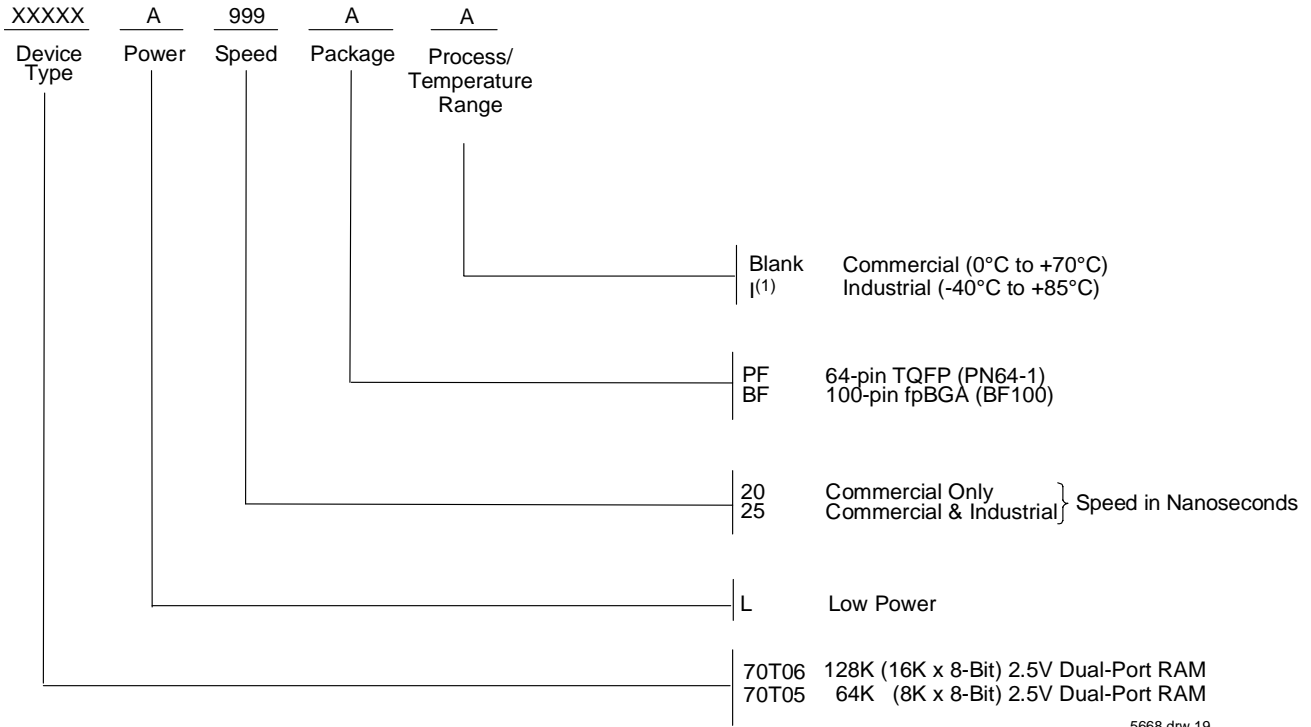 XXXXX A 999 A A
Device Type Power Speed Package Process/ Temperature Range
Blank Commercial (0°C to +70°C)
I(1) Industrial (-40°C to +85°C)
PF 64-pin TQFP (PN64-1)
BF 100-pin fpBGA (BF100)
20 Commercial Only
25 Commercial & Industrial
Speed in Nanoseconds
L Low Power
70T06 128K (16K x 8-Bit) 2.5V Dual-Port RAM
70T05 64K (8K x 8-Bit) 2.5V Dual-Port RAM
5668 drw 19